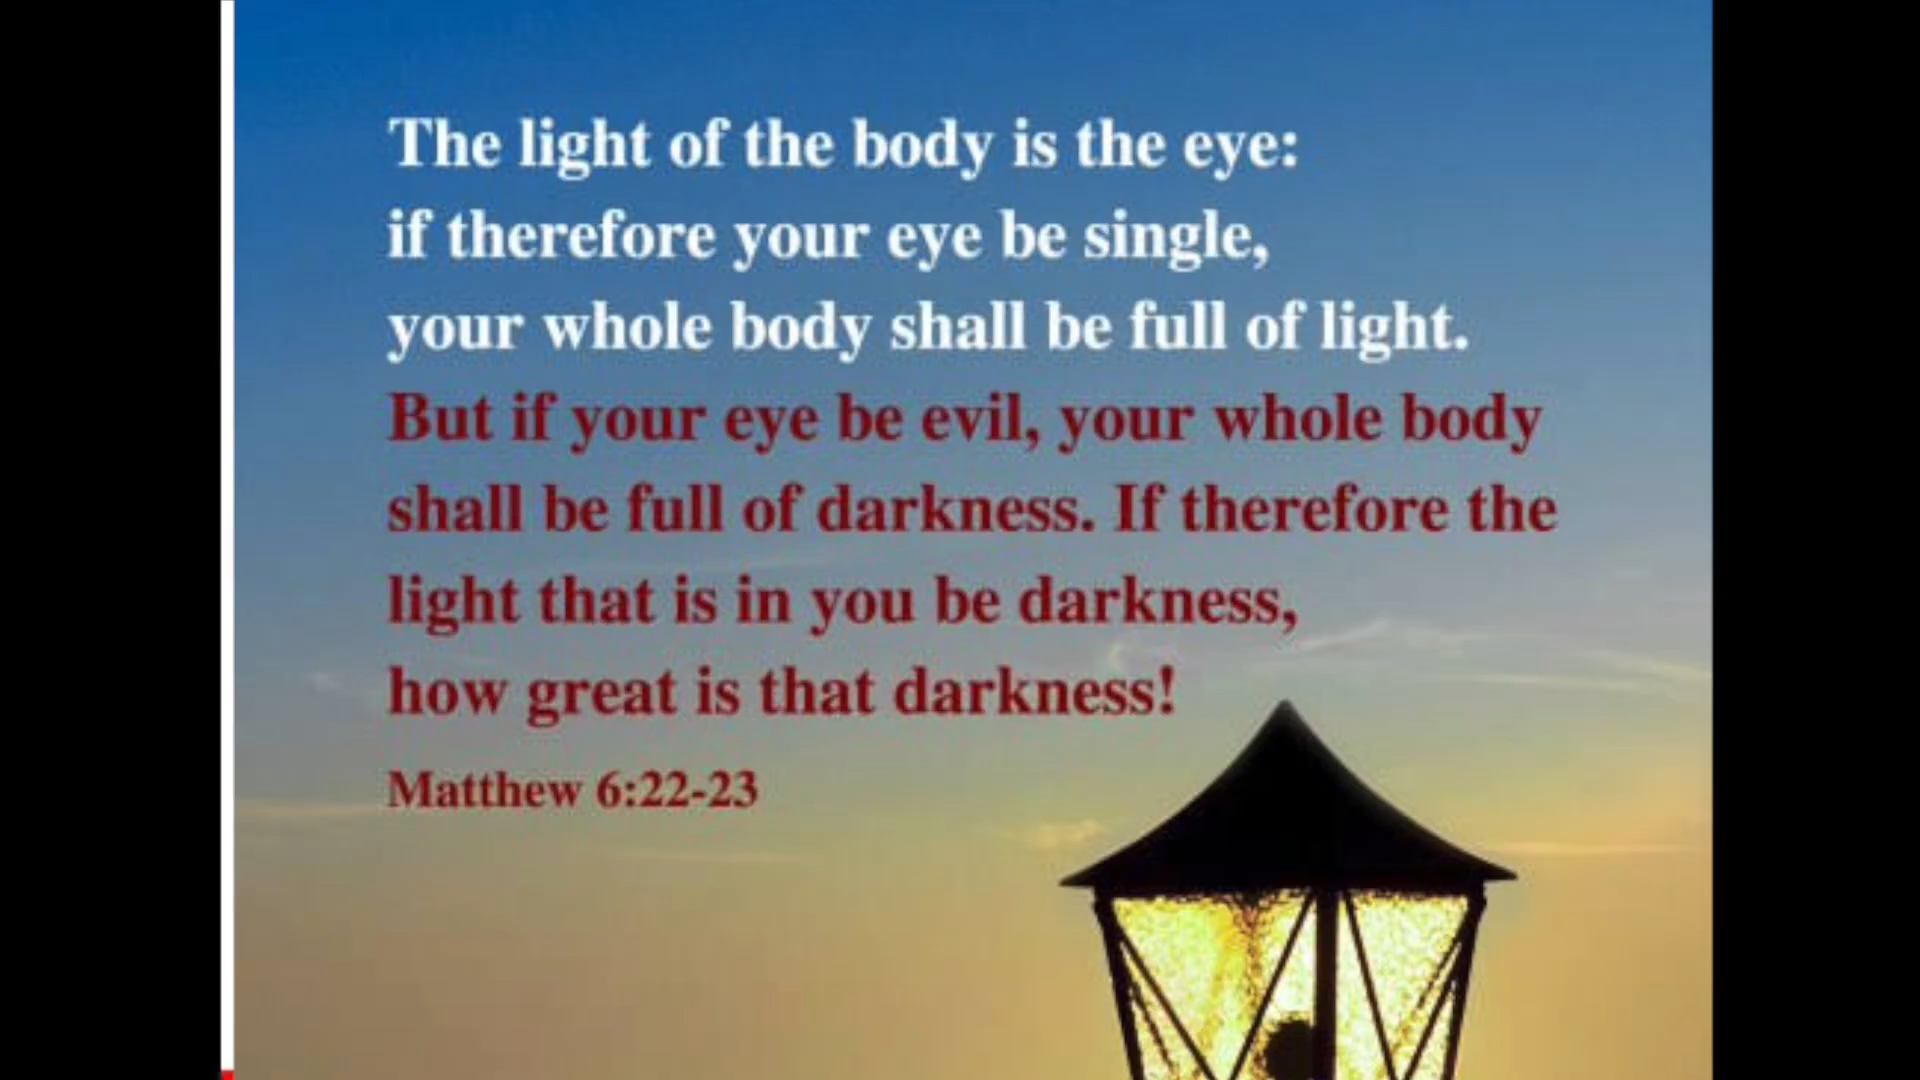 The light of the body is the eye:
if therefore your eye be single,
your whole body shall be full of light.
But if your eye be evil, your whole body
shall be full of darkness. If therefore the
light that is in you be darkness,
how great is that darkness!
Matthew 6:22-23